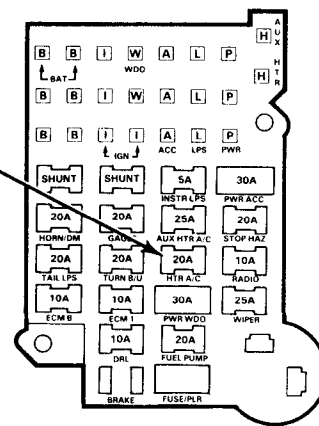 B B I W A L P H AUX HTR
BAT WDO
H
B B I W A L P
B B I I A L P
IGN ACC LPS PWR
SHUNT SHUNT 5A 30A
INSTR LPS PWR ACC
20A 20A 25A 20A
HORN/DM GAUGE AUX HTR A/C STOP HAZ
20A 20A 20A 10A
TAIL LPS TURN B/U HTR A/C RADIO
10A 10A 30A 25A
ECM B ECM 1 PWR WDO WIPER
10A 20A
DRL FUEL PUMP
BRAKE FUSE/PLR